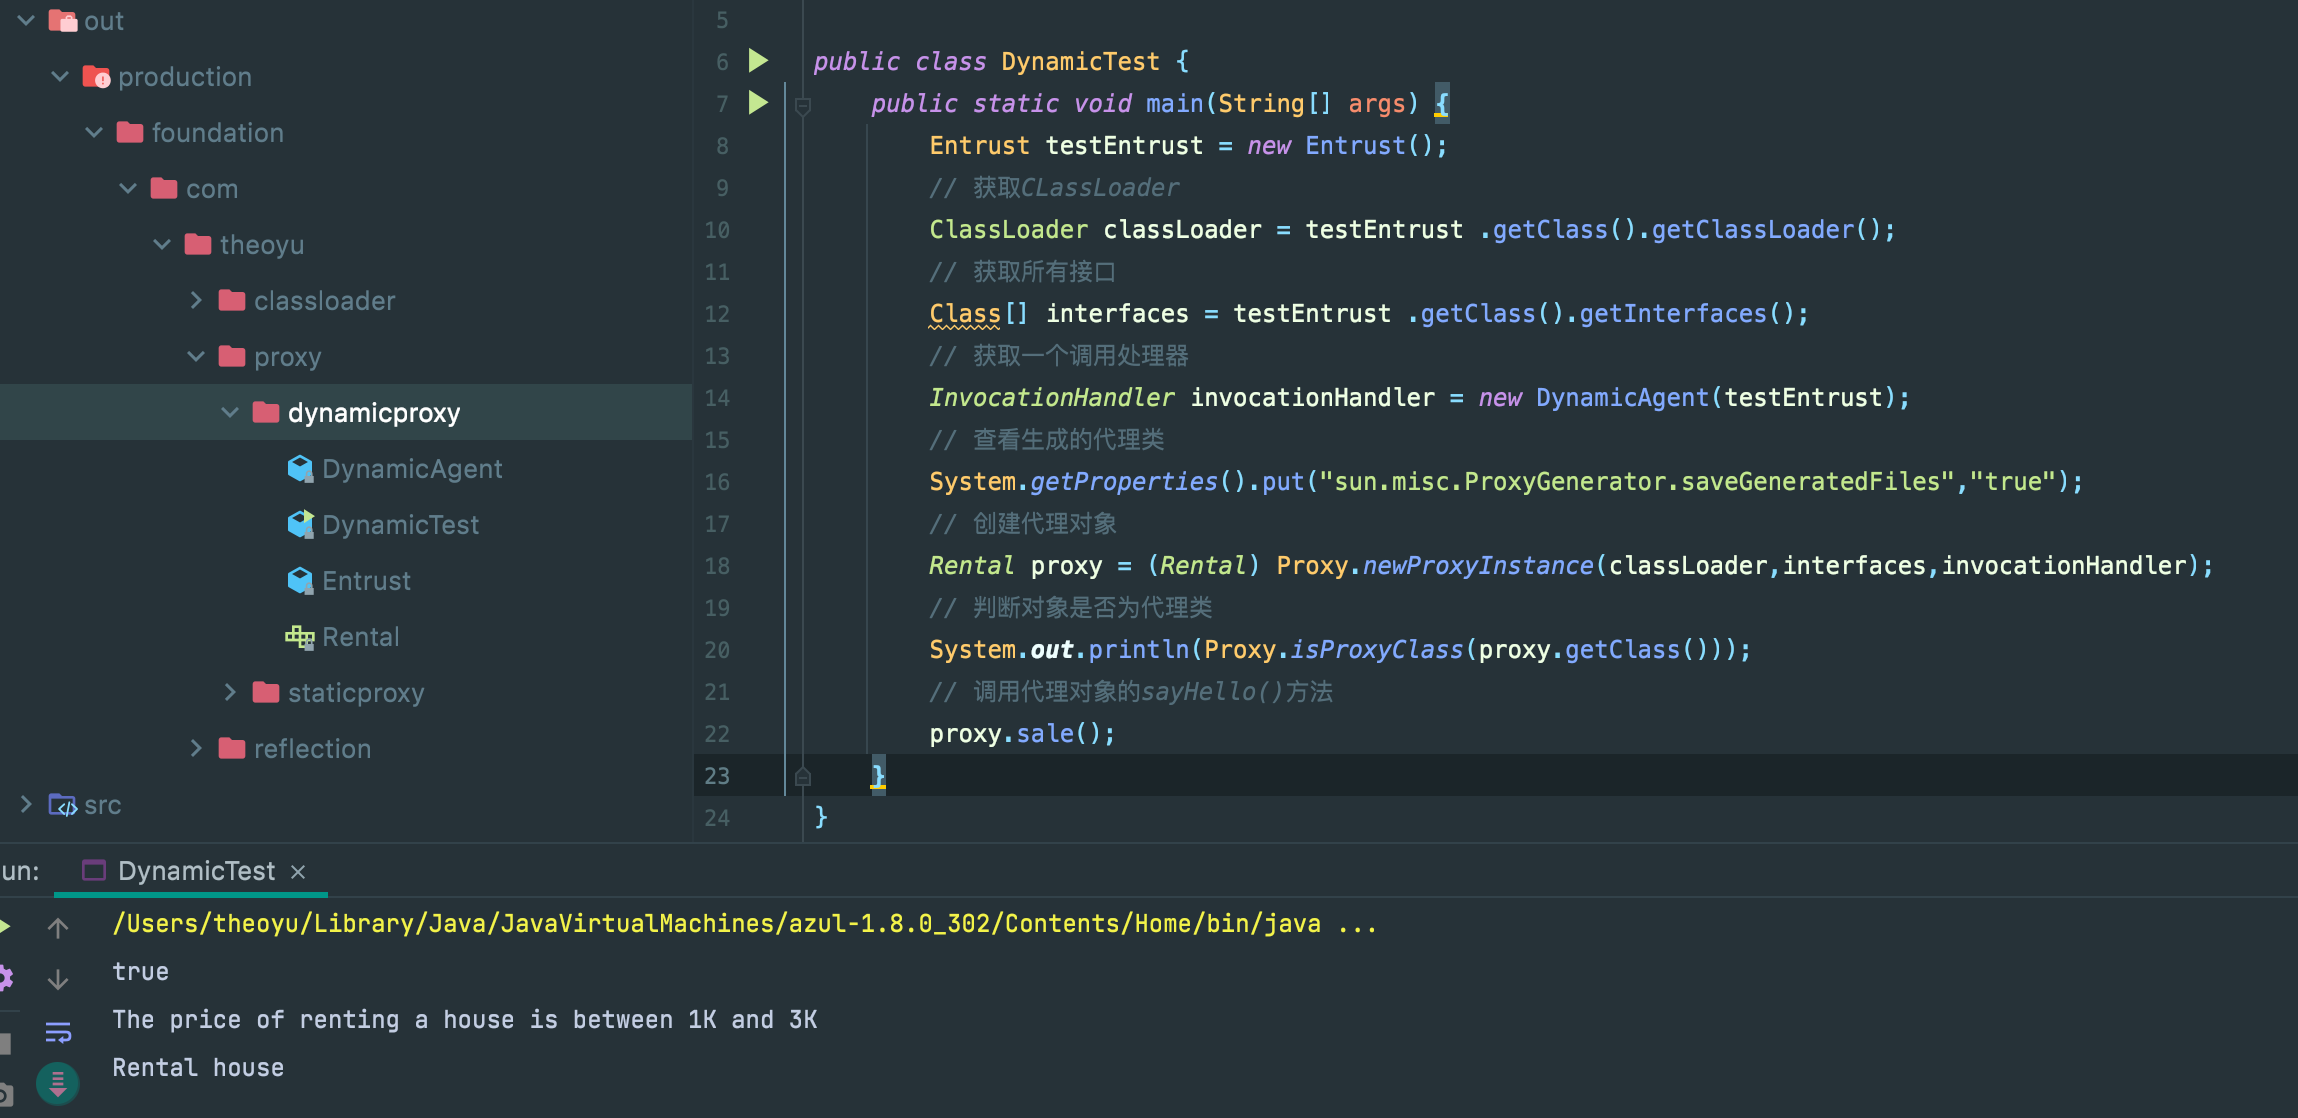 out
production
foundation
com
theoyu
classloader
proxy
dynamicproxy
DynamicAgent
DynamicTest
Entrust
Rental
staticproxy
reflection
src
5
6 public class DynamicTest {
7 public static void main(String[] args) {
8 Entrust testEntrust = new Entrust();
9 // 获取CLassLoader
10 ClassLoader classLoader = testEntrust .getClass().getClassLoader();
11 // 获取所有接口
12 Class[] interfaces = testEntrust .getClass().getInterfaces();
13 // 获取一个调用处理器
14 InvocationHandler invocationHandler = new DynamicAgent(testEntrust);
15 // 查看生成的代理类
16 System.getProperties().put("sun.misc.ProxyGenerator.saveGeneratedFiles","true");
17 // 创建代理对象
18 Rental proxy = (Rental) Proxy.newProxyInstance(classLoader,interfaces,invocationHandler);
19 // 判断对象是否为代理类
20 System.out.println(Proxy.isProxyClass(proxy.getClass()));
21 // 调用代理对象的sayHello()方法
22 proxy.sale();
23 }
24 }
un: DynamicTest ×
/Users/theoyu/Library/Java/JavaVirtualMachines/azul-1.8.0_302/Contents/Home/bin/java ...
true
The price of renting a house is between 1K and 3K
Rental house